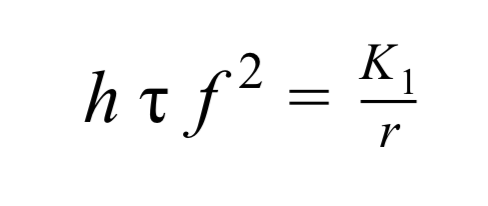 h τ f² = K₁/r